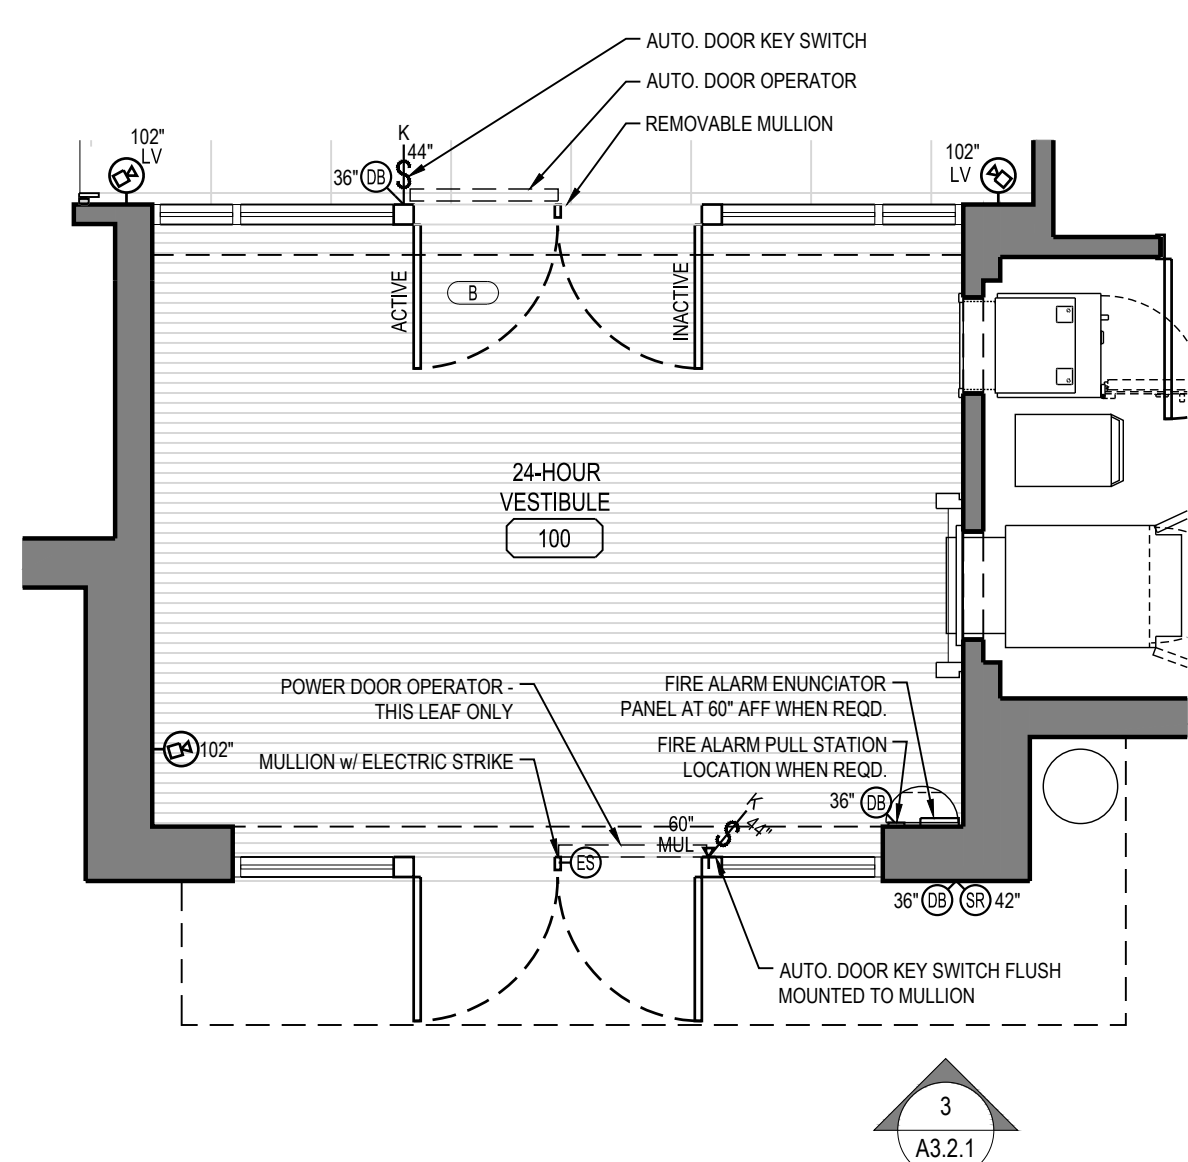 AUTO. DOOR KEY SWITCH
AUTO. DOOR OPERATOR
REMOVABLE MULLION
102"
LV
K
44"
36" DB
102"
LV
ACTIVE
B
INACTIVE
24-HOUR
VESTIBULE
100
POWER DOOR OPERATOR -
THIS LEAF ONLY
FIRE ALARM ENUNCIATOR
PANEL AT 60" AFF WHEN REQD.
102"
MULLION w/ ELECTRIC STRIKE
FIRE ALARM PULL STATION
LOCATION WHEN REQD.
36" DB
K
44"
60"
MUL
ES
36" DB SR 42"
AUTO. DOOR KEY SWITCH FLUSH
MOUNTED TO MULLION
3
A3.2.1